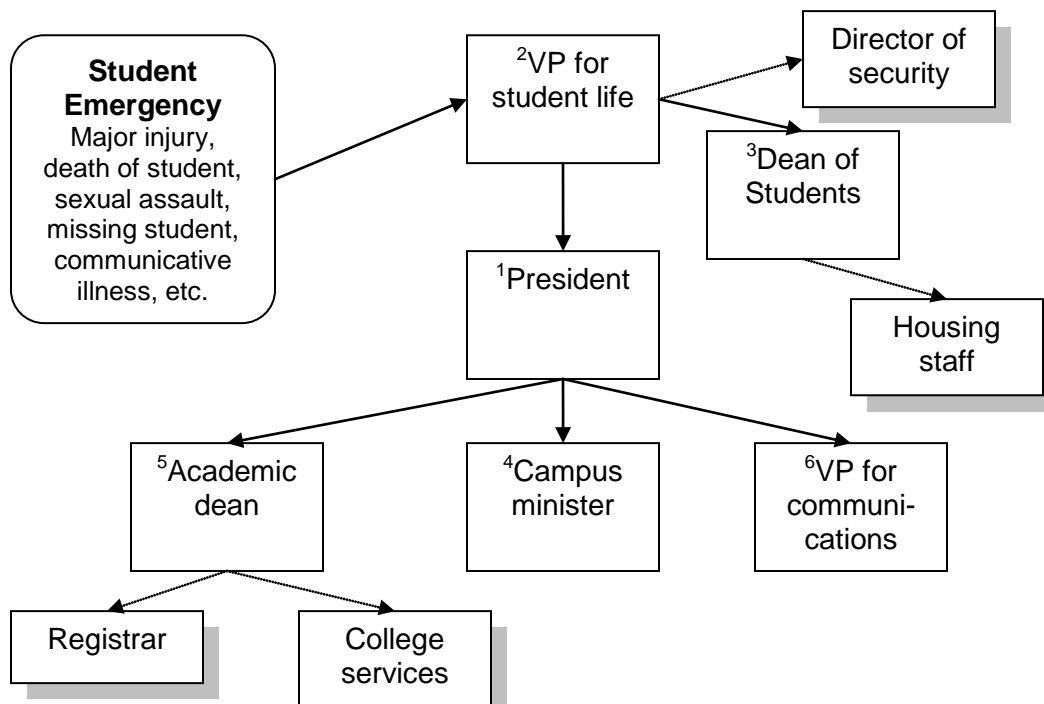 Student
Emergency
Major injury,
death of student,
sexual assault,
missing student,
communicative
illness, etc.
2VP for
student life
Director of
security
3Dean of
Students
1President
Housing
staff
5Academic
dean
4Campus
minister
6VP for
communi-
cations
Registrar
College
services